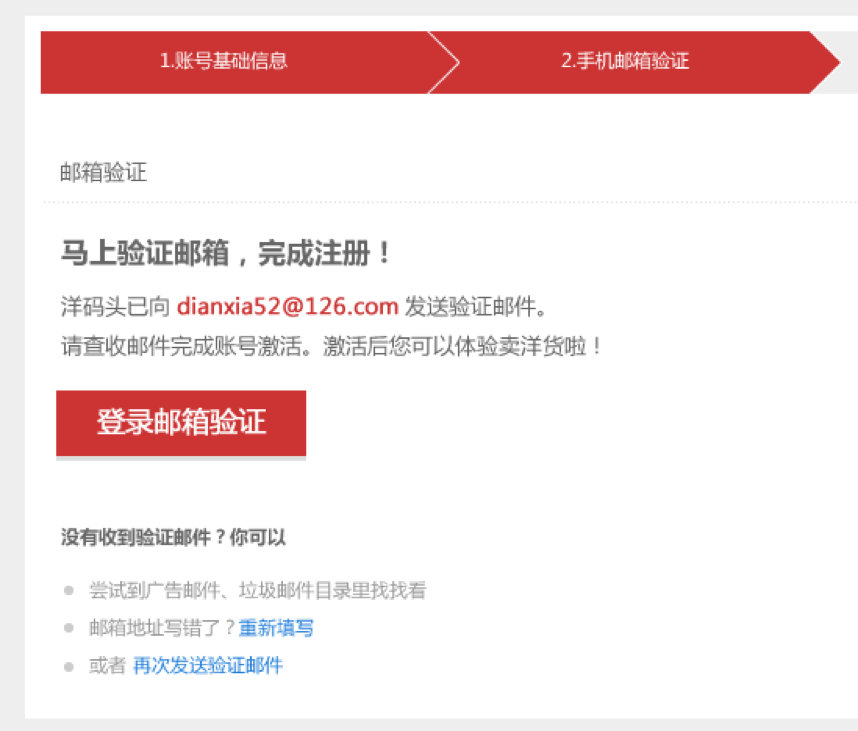 1.账号基础信息
2.手机邮箱验证
邮箱验证
马上验证邮箱，完成注册！
洋码头已向 dianxia52@126.com 发送验证邮件。
请查收邮件完成账号激活。激活后您可以体验卖洋货啦！
登录邮箱验证
没有收到验证邮件？你可以
尝试到广告邮件、垃圾邮件目录里找找看
邮箱地址写错了？重新填写
或者 再次发送验证邮件